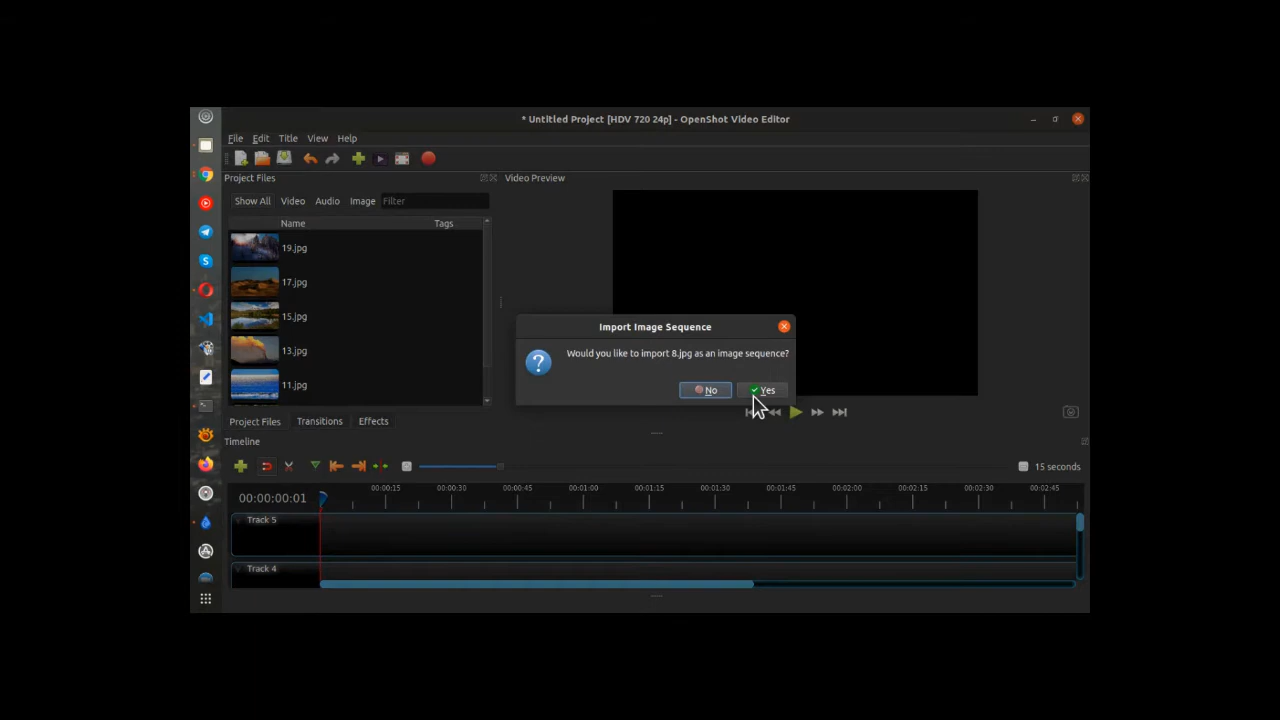 * Untitled Project [HDV 720 24p] - OpenShot Video Editor
File Edit Title View Help
Project Files
Video Preview
Show All Video Audio Image Filter
Name Tags
19.jpg
17.jpg
15.jpg
13.jpg
11.jpg
Import Image Sequence
Would you like to import 8.jpg as an image sequence?
No Yes
Project Files Transitions Effects
Timeline
15 seconds
00:00:00:01
00:00:15 00:00:30 00:00:45 00:01:00 00:01:15 00:01:30 00:01:45 00:02:00 00:02:15 00:02:30 00:02:45
Track 5
Track 4